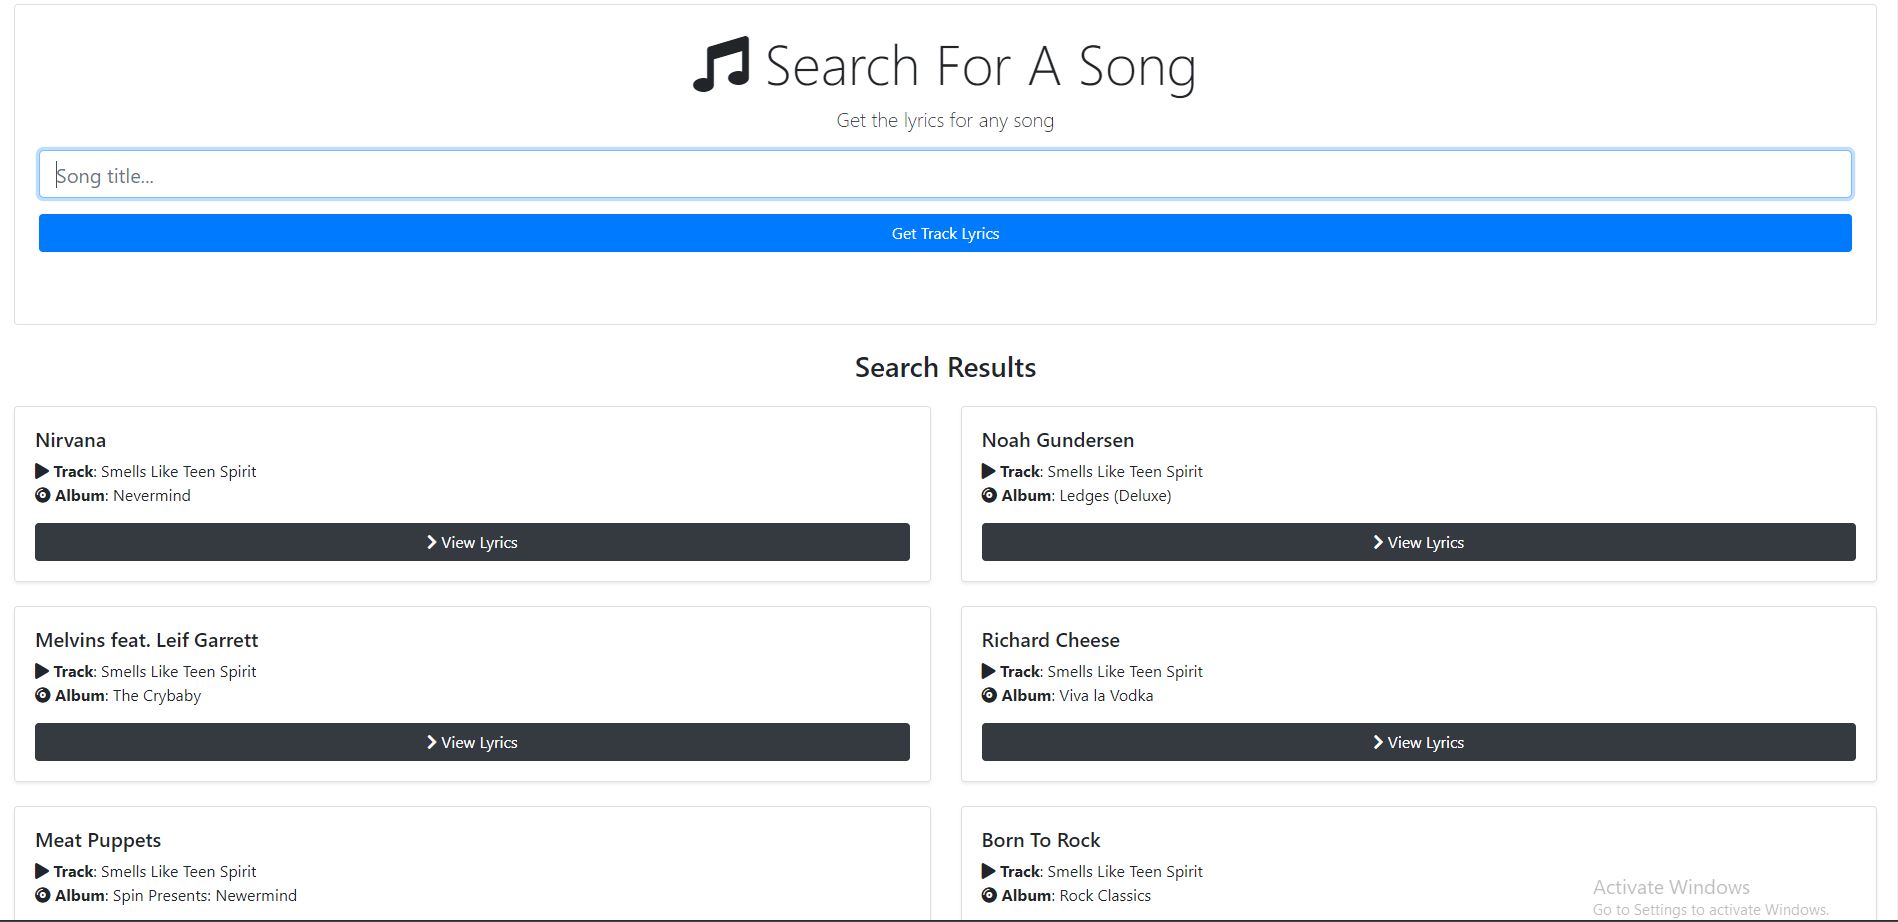 Search For A Song
Get the lyrics for any song
Song title...
Get Track Lyrics
Search Results
Nirvana
Track: Smells Like Teen Spirit
Album: Nevermind
View Lyrics
Noah Gundersen
Track: Smells Like Teen Spirit
Album: Ledges (Deluxe)
View Lyrics
Melvins feat. Leif Garrett
Track: Smells Like Teen Spirit
Album: The Crybaby
View Lyrics
Richard Cheese
Track: Smells Like Teen Spirit
Album: Viva la Vodka
View Lyrics
Meat Puppets
Track: Smells Like Teen Spirit
Album: Spin Presents: Newermind
Born To Rock
Track: Smells Like Teen Spirit
Album: Rock Classics
Activate Windows
Go to Settings to activate Windows.